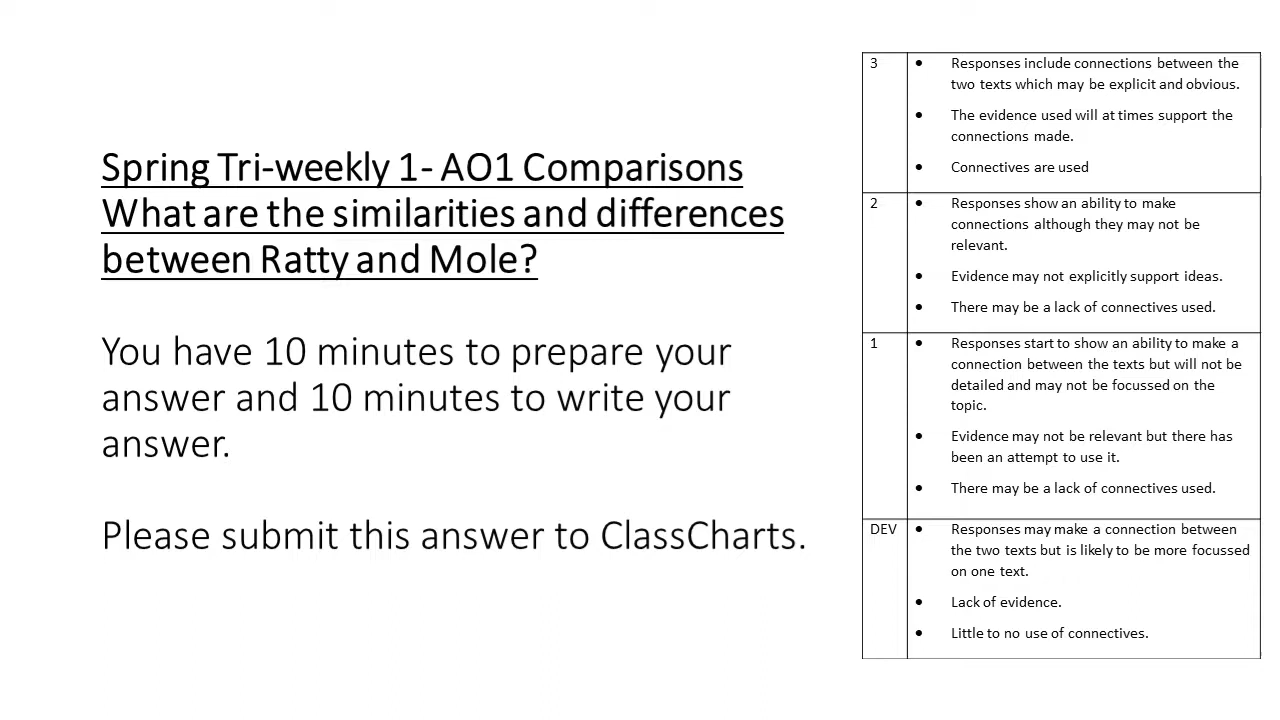 Spring Tri-weekly 1- AO1 Comparisons
What are the similarities and differences
between Ratty and Mole?
You have 10 minutes to prepare your
answer and 10 minutes to write your
answer.
Please submit this answer to ClassCharts.
3
• Responses include connections between the
two texts which may be explicit and obvious.
• The evidence used will at times support the
connections made.
• Connectives are used
2
• Responses show an ability to make
connections although they may not be
relevant.
• Evidence may not explicitly support ideas.
• There may be a lack of connectives used.
1
• Responses start to show an ability to make a
connection between the texts but will not be
detailed and may not be focussed on the
topic.
• Evidence may not be relevant but there has
been an attempt to use it.
• There may be a lack of connectives used.
DEV
• Responses may make a connection between
the two texts but is likely to be more focussed
on one text.
• Lack of evidence.
• Little to no use of connectives.